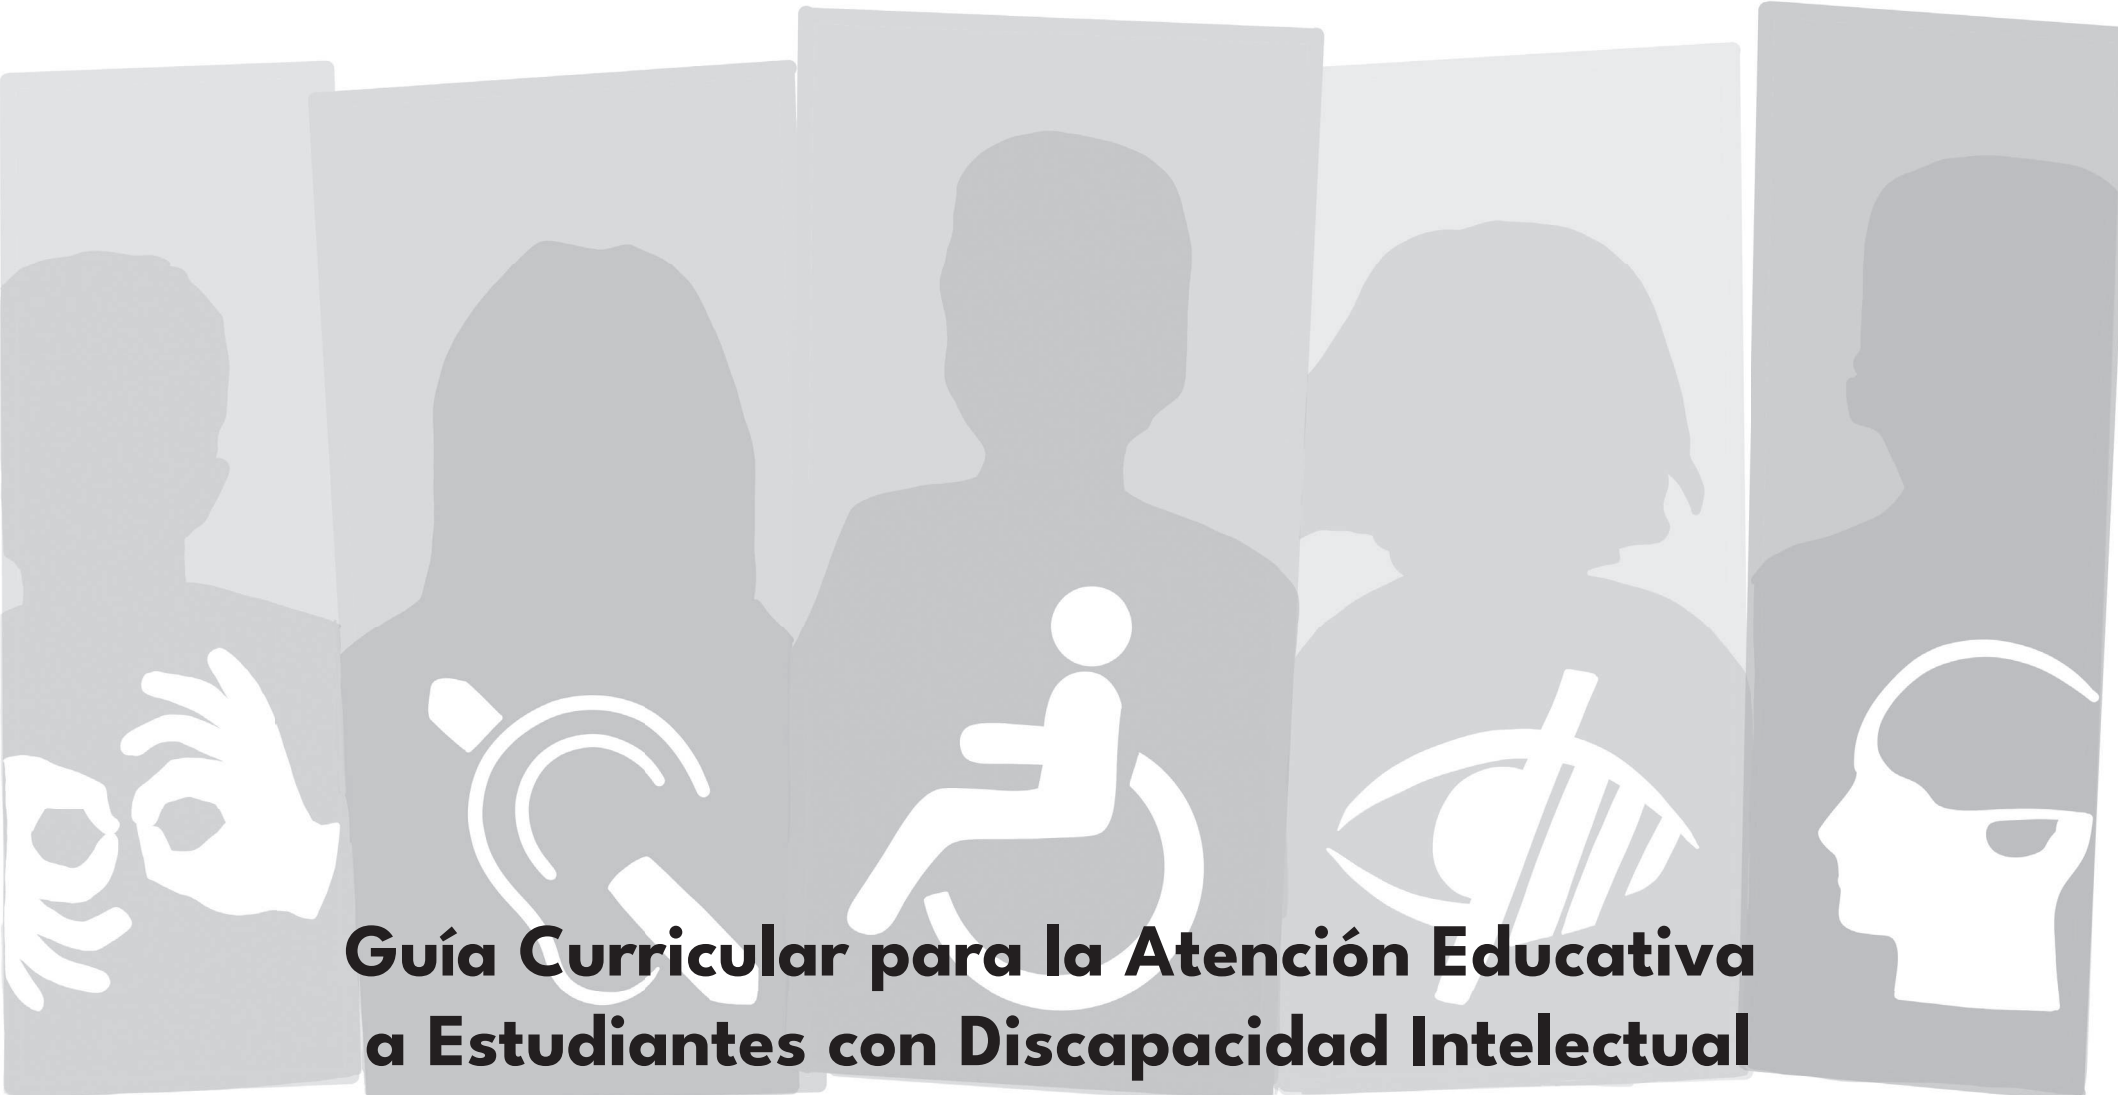 Guía Curricular para la Atención Educativa
a Estudiantes con Discapacidad Intelectual